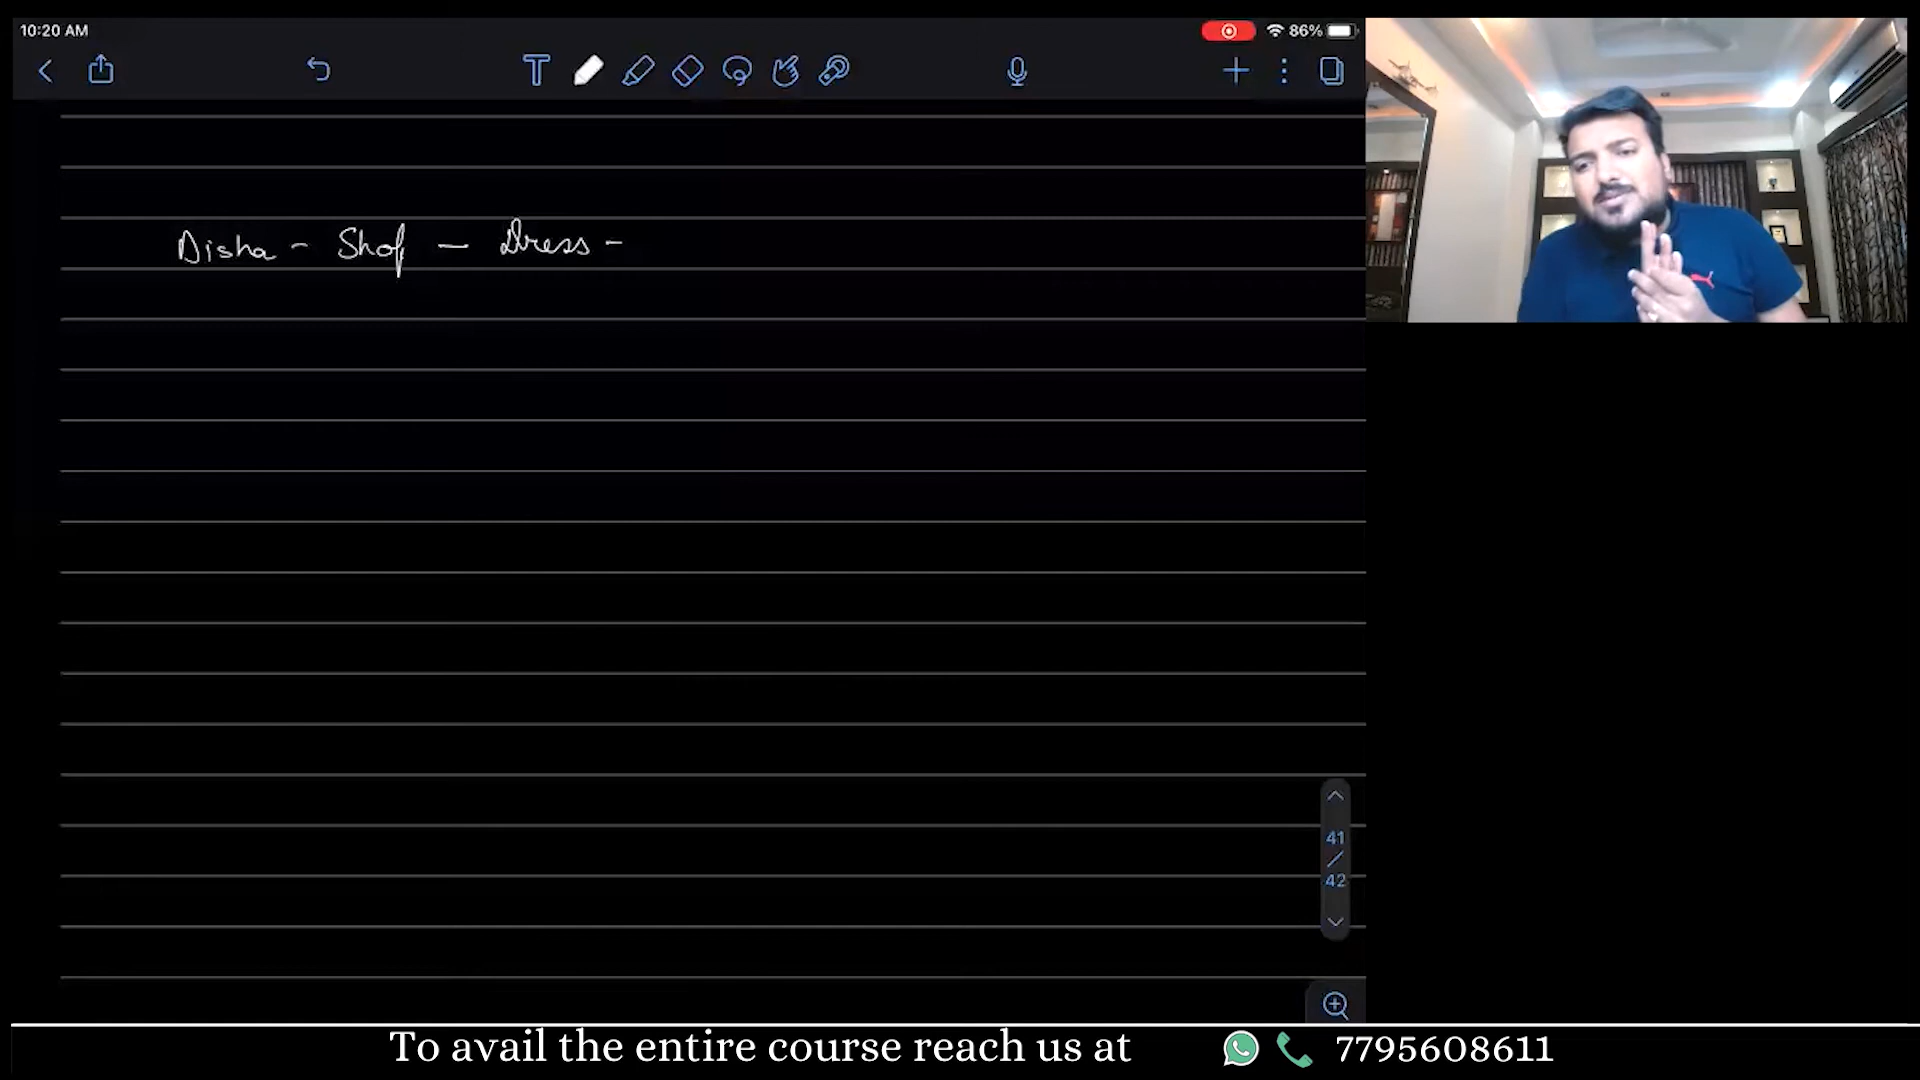 10:20 AM
86%
Disha - Shop - Dress -
41
/
42
To avail the entire course reach us at 7795608611